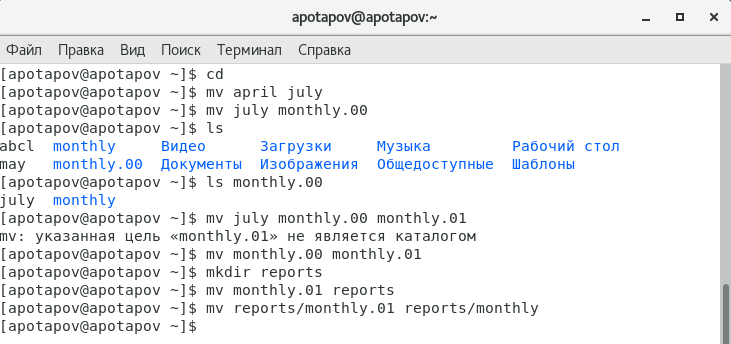 apotapov@apotapov:~
Файл Правка Вид Поиск Терминал Справка
[apotapov@apotapov ~]$ cd
[apotapov@apotapov ~]$ mv april july
[apotapov@apotapov ~]$ mv july monthly.00
[apotapov@apotapov ~]$ ls
abcl  monthly     Видео      Загрузки     Музыка         Рабочий стол
may   monthly.00  Документы  Изображения  Общедоступные  Шаблоны
[apotapov@apotapov ~]$ ls monthly.00
july  monthly
[apotapov@apotapov ~]$ mv july monthly.00 monthly.01
mv: указанная цель «monthly.01» не является каталогом
[apotapov@apotapov ~]$ mv monthly.00 monthly.01
[apotapov@apotapov ~]$ mkdir reports
[apotapov@apotapov ~]$ mv monthly.01 reports
[apotapov@apotapov ~]$ mv reports/monthly.01 reports/monthly
[apotapov@apotapov ~]$